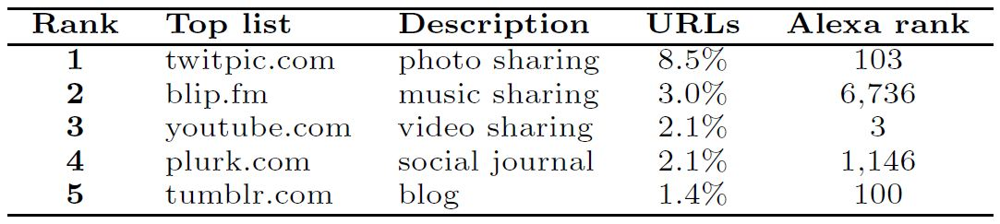 Rank Top list Description URLs Alexa rank
1 twitpic.com photo sharing 8.5% 103
2 blip.fm music sharing 3.0% 6,736
3 youtube.com video sharing 2.1% 3
4 plurk.com social journal 2.1% 1,146
5 tumblr.com blog 1.4% 100